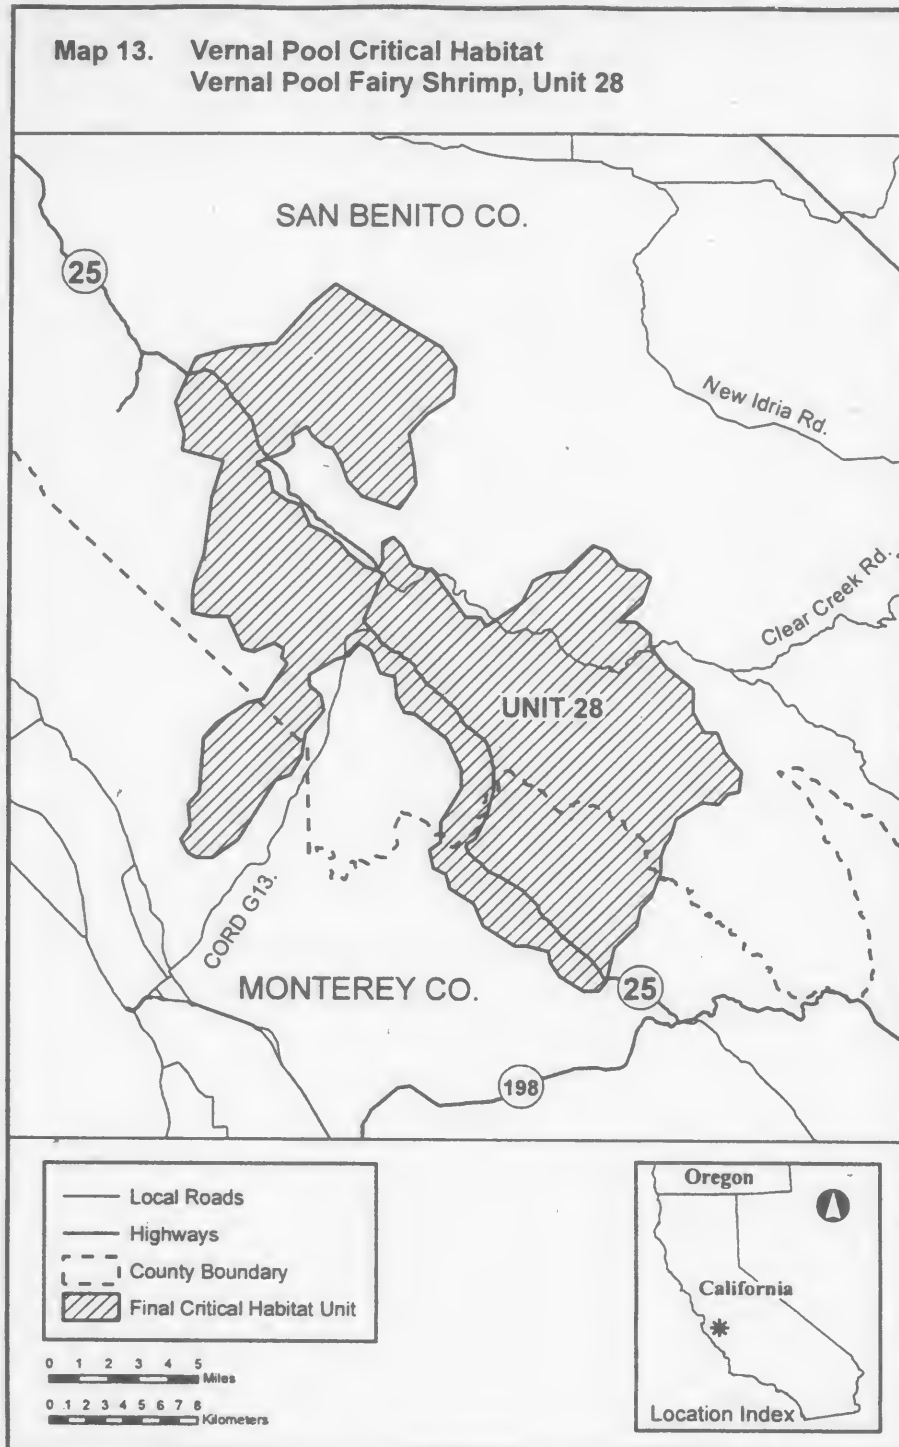 Map 13. Vernal Pool Critical Habitat
Vernal Pool Fairy Shrimp, Unit 28
SAN BENITO CO.
25
New Idria Rd.
Clear Creek Rd.
UNIT 28
CORD G13.
MONTEREY CO.
25
198
Local Roads
Highways
County Boundary
Final Critical Habitat Unit
0 1 2 3 4 5
Miles
0 1 2 3 4 5 6 7 8
Kilometers
Oregon
California
Location Index